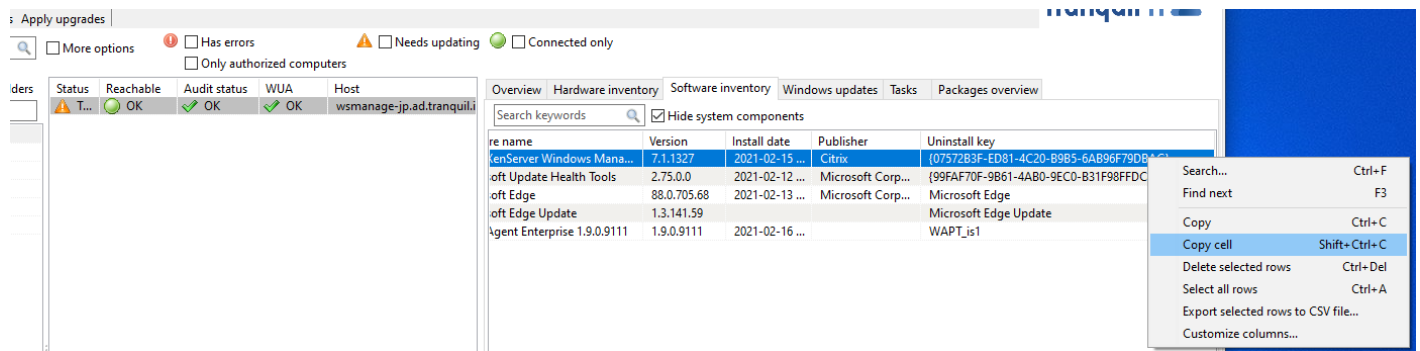 Apply upgrades
More options
Has errors
Needs updating
Connected only
Only authorized computers
Status Reachable Audit status WUA Host
T... OK OK OK wsmanage-jp.ad.tranquil.i
Overview Hardware inventory Software inventory Windows updates Tasks Packages overview
Search keywords Hide system components
re name Version Install date Publisher Uninstall key
XenServer Windows Mana... 7.1.1327 2021-02-15 ... Citrix {07572B3F-ED81-4C20-B9B5-6AB96F79DBAC}
soft Update Health Tools 2.75.0.0 2021-02-12 ... Microsoft Corp... {99FAF70F-9B61-4AB0-9EC0-B31F98FFDC
soft Edge 88.0.705.68 2021-02-13 ... Microsoft Corp... Microsoft Edge
soft Edge Update 1.3.141.59 Microsoft Edge Update
Agent Enterprise 1.9.0.9111 1.9.0.9111 2021-02-16 ... WAPT_is1
Search... Ctrl+F
Find next F3
Copy Ctrl+C
Copy cell Shift+Ctrl+C
Delete selected rows Ctrl+Del
Select all rows Ctrl+A
Export selected rows to CSV file...
Customize columns...